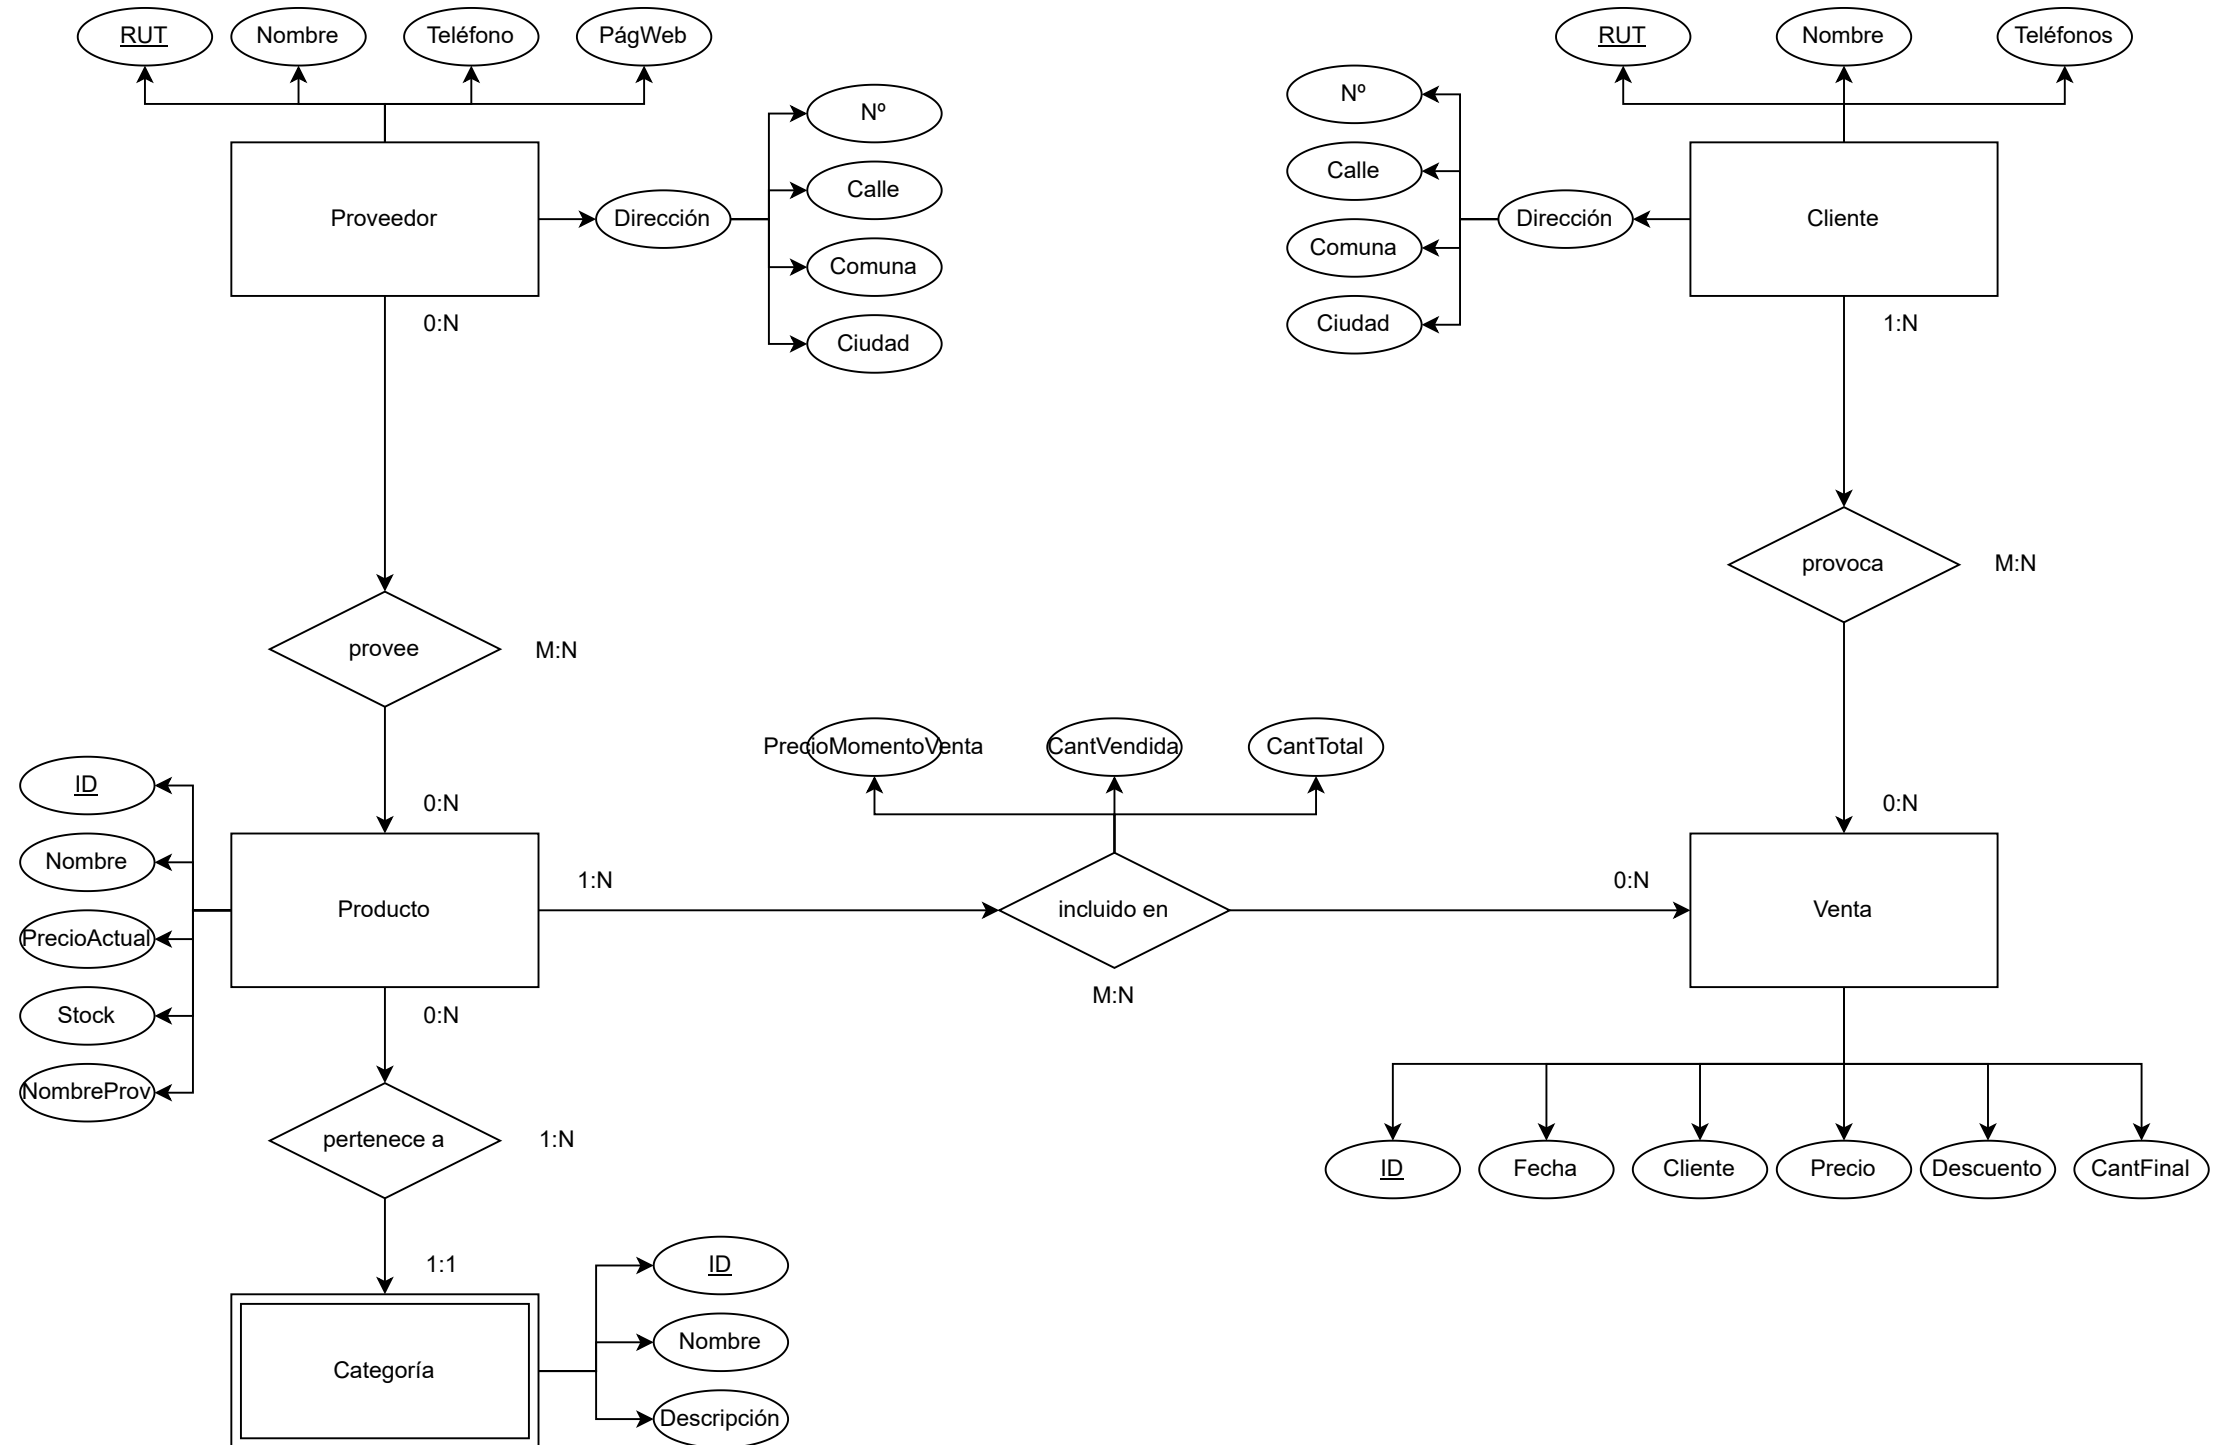 RUT
Nombre
Teléfono
PágWeb
RUT
Nombre
Teléfonos
Nº
Calle
Comuna
Ciudad
Dirección
Proveedor
Nº
Calle
Comuna
Ciudad
Dirección
Cliente
0:N
1:N
provee
M:N
provoca
M:N
0:N
0:N
PrecioMomentoVenta
CantVendida
CantTotal
ID
Nombre
PrecioActual
Stock
NombreProv
Producto
1:N
incluido en
M:N
0:N
Venta
0:N
pertenece a
1:N
1:1
ID
Fecha
Cliente
Precio
Descuento
CantFinal
Categoría
ID
Nombre
Descripción